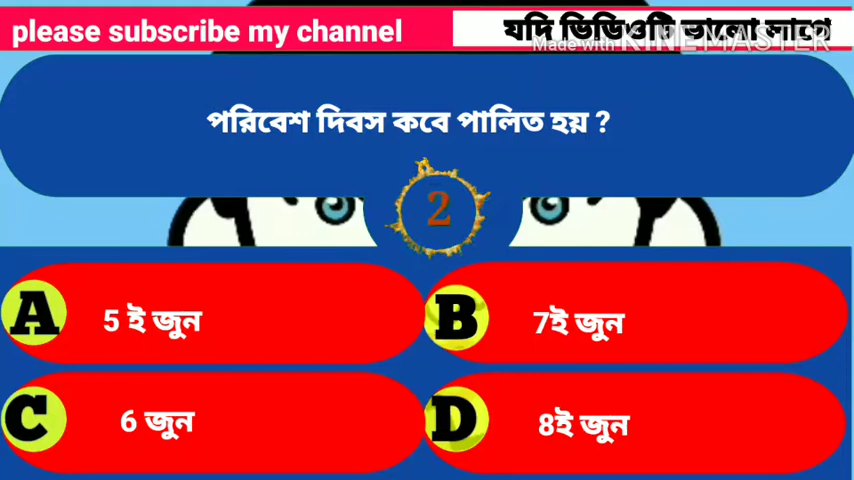 please subscribe my channel
যদি ভিডিওটি ভালো লাগে
Made with KINEMASTER
পরিবেশ দিবস কবে পালিত হয় ?
2
A 5 ই জুন
B 7ই জুন
C 6 জুন
D 8ই জুন